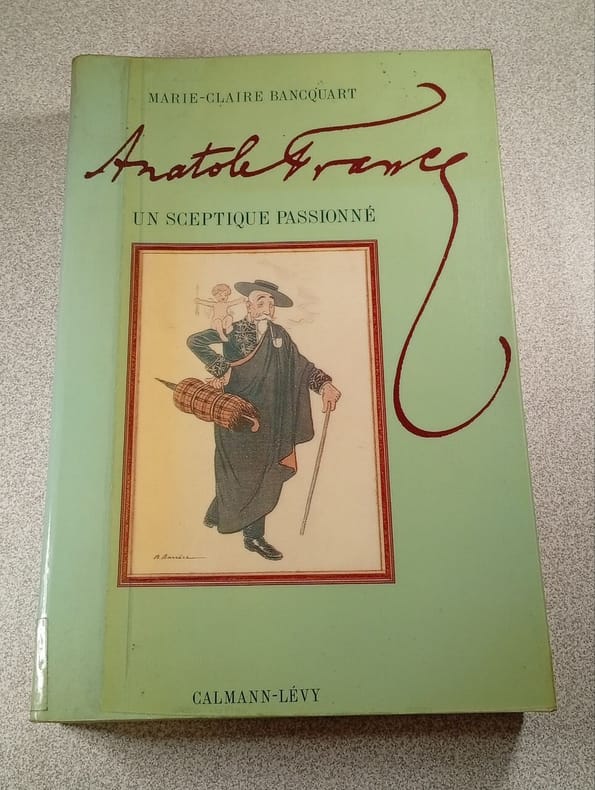 MARIE-CLAIRE BANCQUART
Anatole France
UN SCEPTIQUE PASSIONNÉ
CALMANN-LÉVY